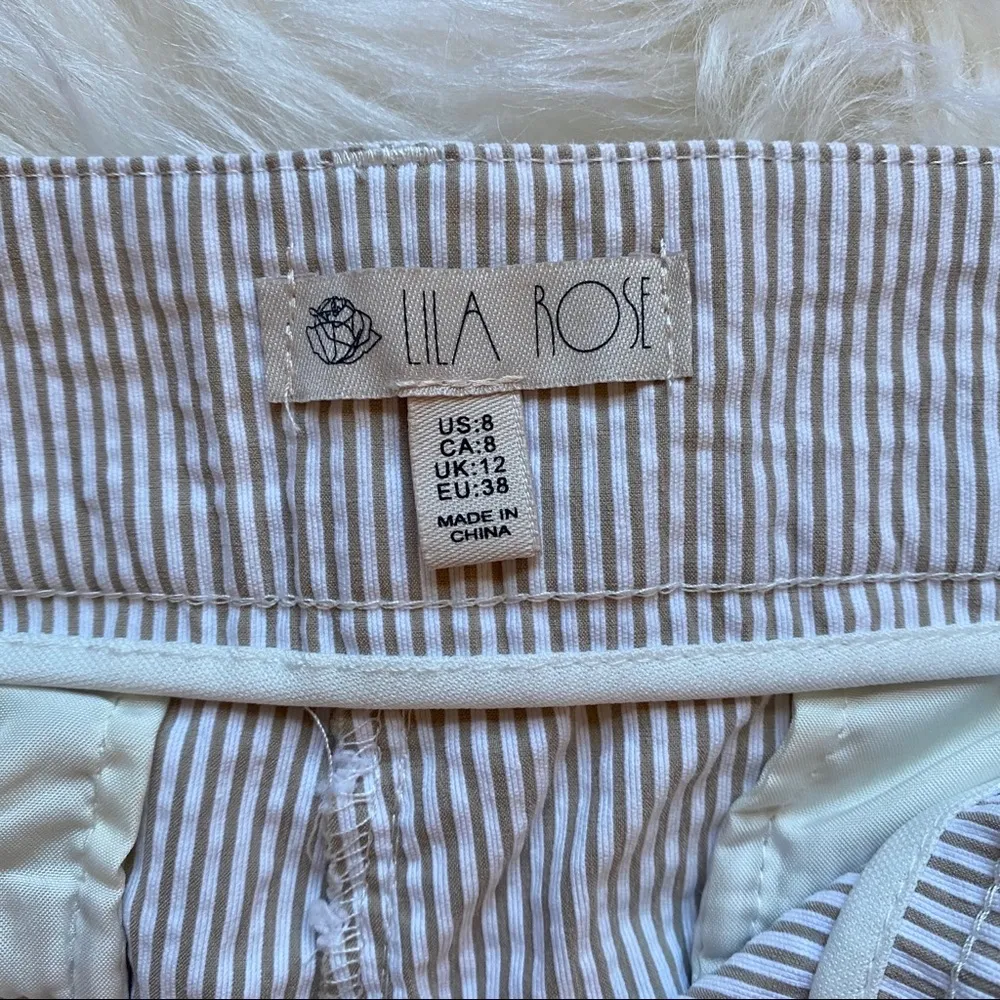 LILA ROSE
US:8
CA:8
UK:12
EU:38
MADE IN
CHINA